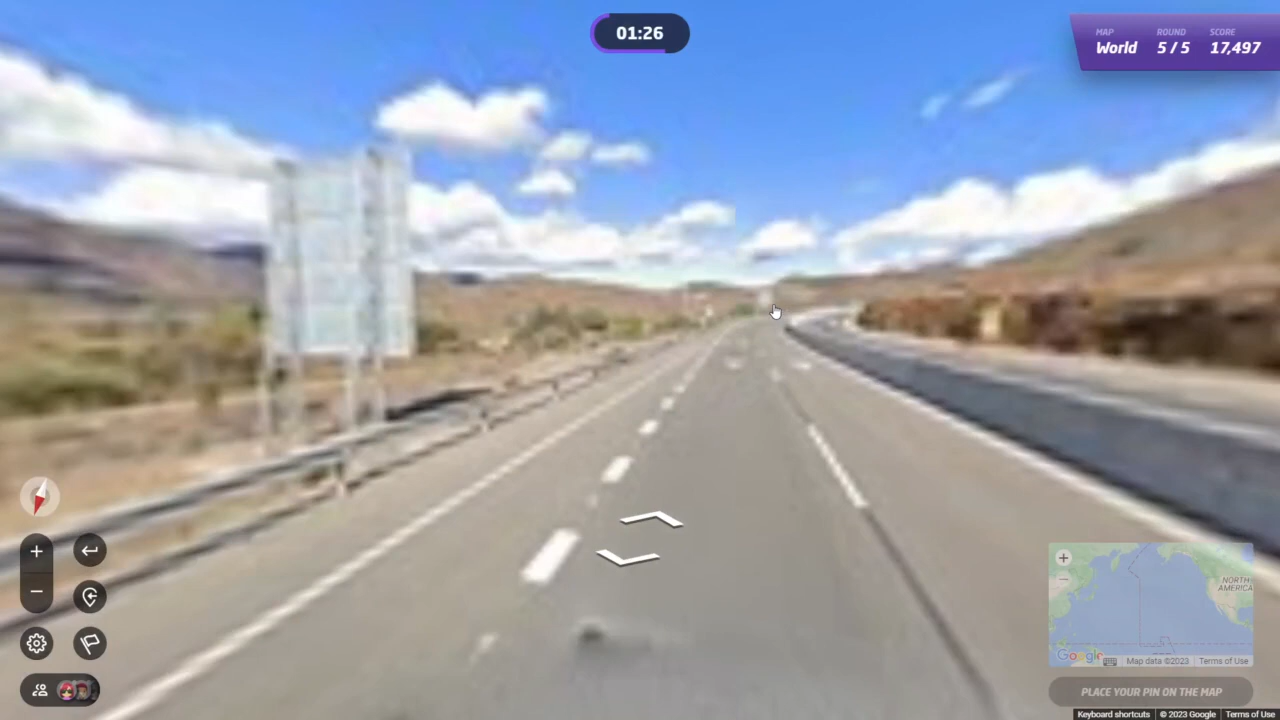 01:26
MAP ROUND SCORE
World 5 / 5 17,497
NORTH
AMERICA
Google Map data ©2023 Terms of Use
PLACE YOUR PIN ON THE MAP
Keyboard shortcuts © 2023 Google Terms of Use